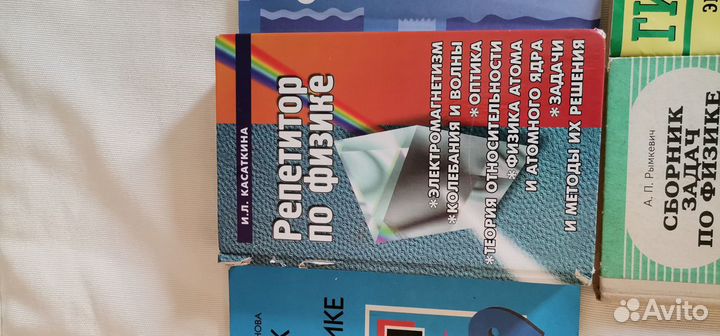 И.Л. КАСАТКИНА
Репетитор
по физике
*ЭЛЕКТРОМАГНЕТИЗМ
*КОЛЕБАНИЯ И ВОЛНЫ
*ОПТИКА
*ТЕОРИЯ ОТНОСИТЕЛЬНОСТИ
*ФИЗИКА АТОМА
И АТОМНОГО ЯДРА
*ЗАДАЧИ
И МЕТОДЫ ИХ РЕШЕНИЯ
А. П. Рымкевич
СБОРНИК
ЗАДАЧ
ПО ФИЗИКЕ
ГИ
Avito